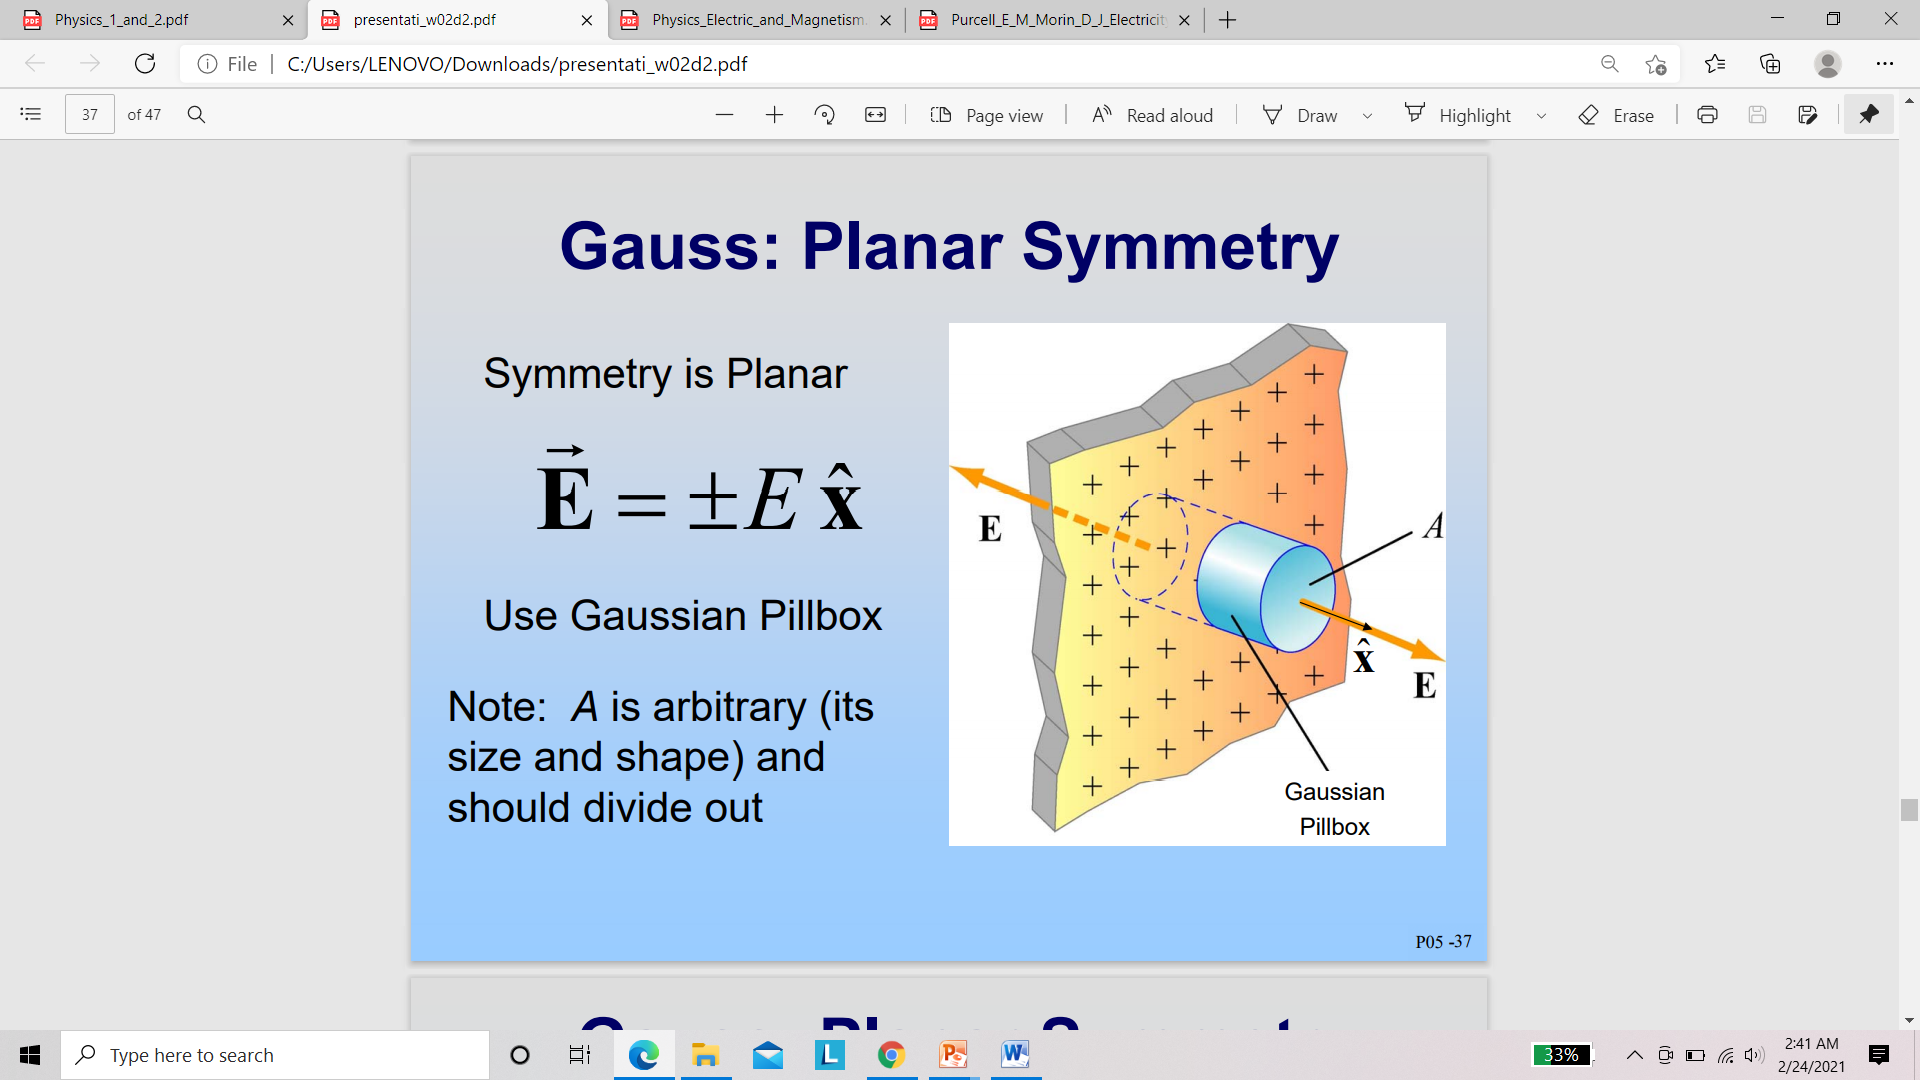 Physics_1_and_2.pdf
presentati_w02d2.pdf
Physics_Electric_and_Magnetism.
Purcell_E_M_Morin_D_J_Electricit
File
C:/Users/LENOVO/Downloads/presentati_w02d2.pdf
37 of 47
Page view
Read aloud
Draw
Highlight
Erase
Gauss: Planar Symmetry
Symmetry is Planar
E⃗ = ±E x̂
Use Gaussian Pillbox
Note: A is arbitrary (its
size and shape) and
should divide out
E
A
x̂
E
Gaussian
Pillbox
P05 -37
Type here to search
33%
2:41 AM
2/24/2021